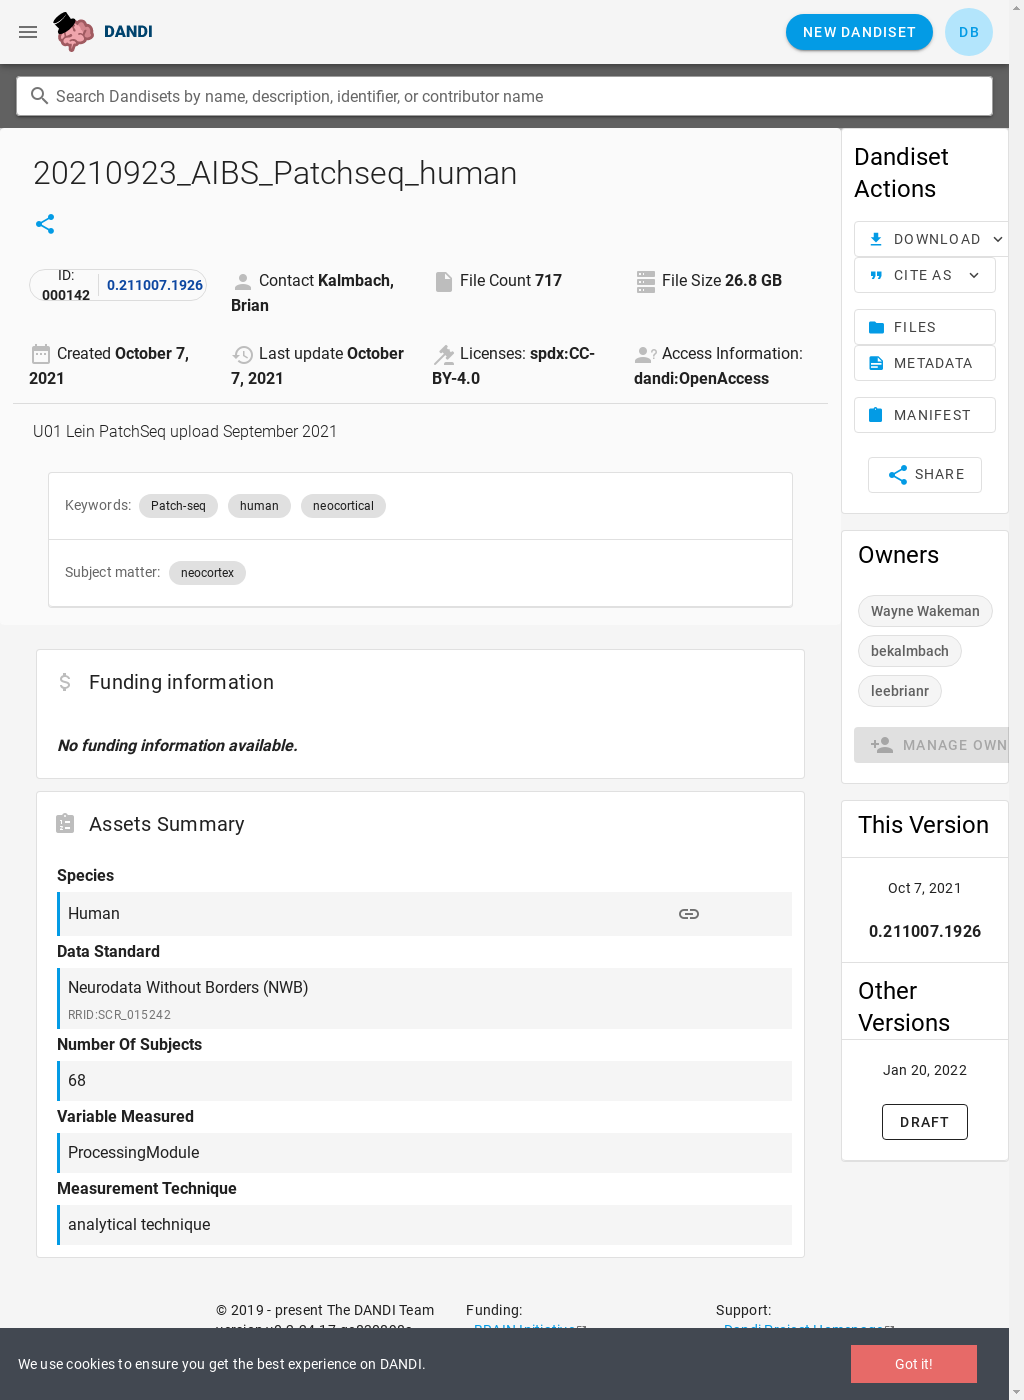 DANDI
NEW DANDISET
DB
Search Dandisets by name, description, identifier, or contributor name
20210923_AIBS_Patchseq_human
ID:
000142
0.211007.1926
Contact Kalmbach,
Brian
File Count 717
File Size 26.8 GB
Created October 7,
2021
Last update October
7, 2021
Licenses: spdx:CC-
BY-4.0
Access Information:
dandi:OpenAccess
U01 Lein PatchSeq upload September 2021
Keywords: Patch-seq human neocortical
Subject matter: neocortex
Funding information
No funding information available.
Assets Summary
Species
Human
Data Standard
Neurodata Without Borders (NWB)
RRID:SCR_015242
Number Of Subjects
68
Variable Measured
ProcessingModule
Measurement Technique
analytical technique
Dandiset
Actions
DOWNLOAD
CITE AS
FILES
METADATA
MANIFEST
SHARE
Owners
Wayne Wakeman
bekalmbach
leebrianr
MANAGE OWN
This Version
Oct 7, 2021
0.211007.1926
Other
Versions
Jan 20, 2022
DRAFT
© 2019 - present The DANDI Team
Funding:
BRAIN Initiative
Support:
Dandi Project Homepage
We use cookies to ensure you get the best experience on DANDI.
Got it!